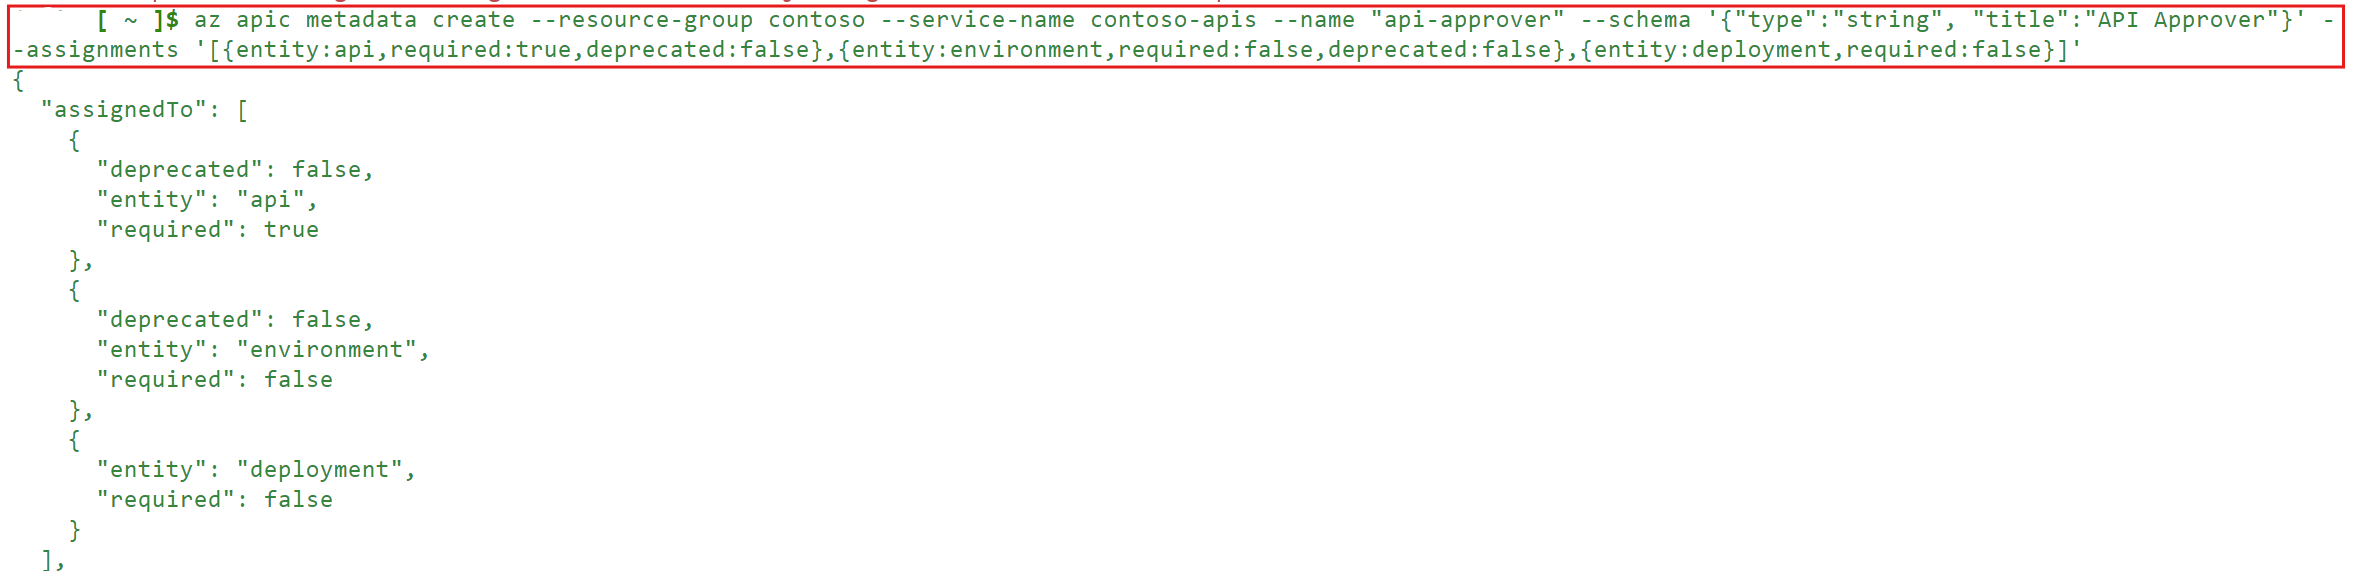 [ ~ ]$ az apic metadata create --resource-group contoso --service-name contoso-apis --name "api-approver" --schema '{"type":"string", "title":"API Approver"}' -
-assignments '[{entity:api,required:true,deprecated:false},{entity:environment,required:false,deprecated:false},{entity:deployment,required:false}]'
{
  "assignedTo": [
    {
      "deprecated": false,
      "entity": "api",
      "required": true
    },
    {
      "deprecated": false,
      "entity": "environment",
      "required": false
    },
    {
      "entity": "deployment",
      "required": false
    }
  ],